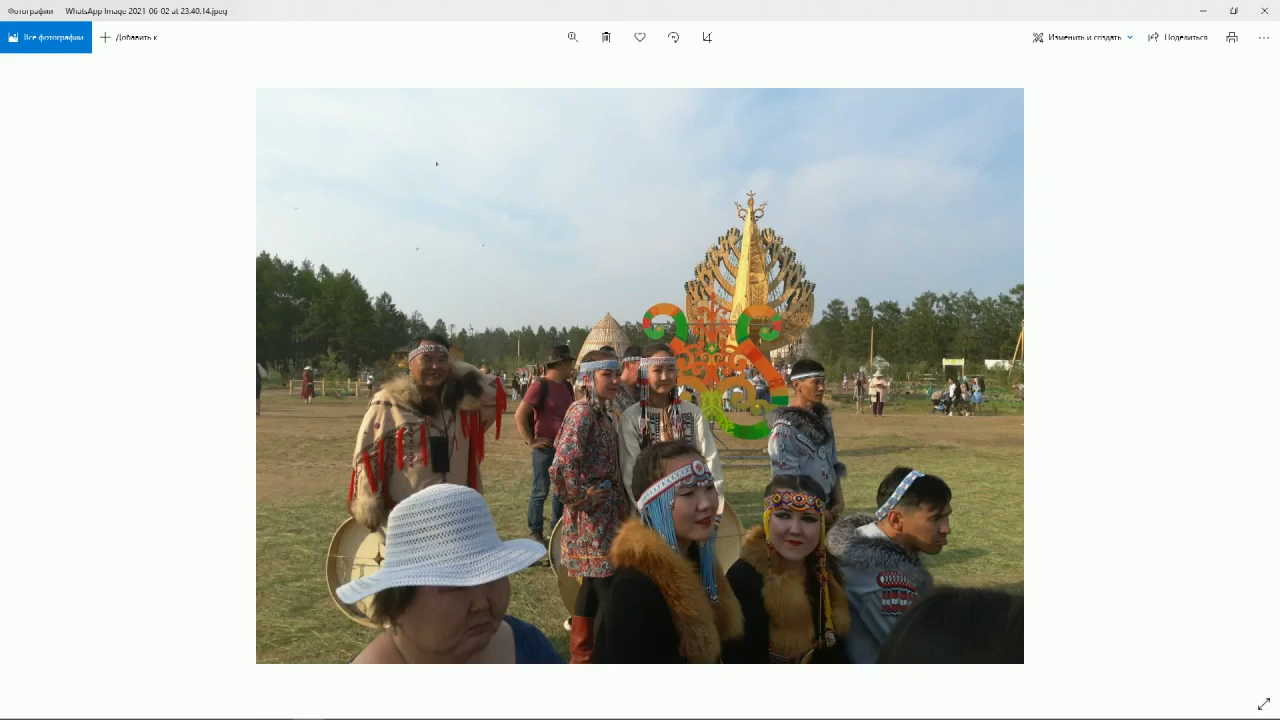 Фотографии WhatsApp Image 2021-06-02 at 23.40.14.jpeg
Все фотографии Добавить к Изменить и создать Поделиться